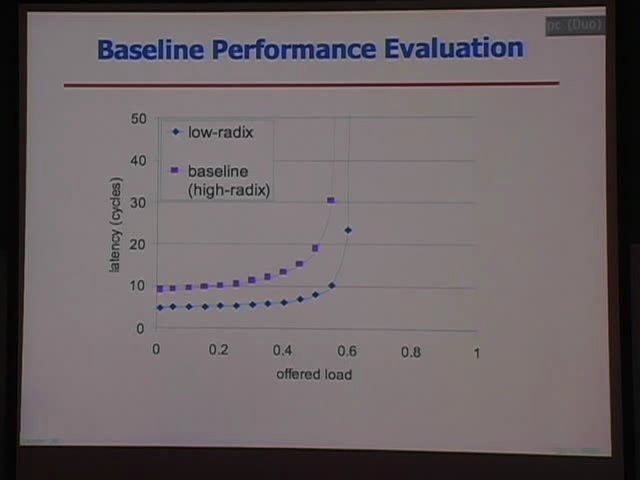 pc (Duo)
Baseline Performance Evaluation
50
40
30
20
10
0
latency (cycles)
low-radix
baseline
(high-radix)
0 0.2 0.4 0.6 0.8 1
offered load